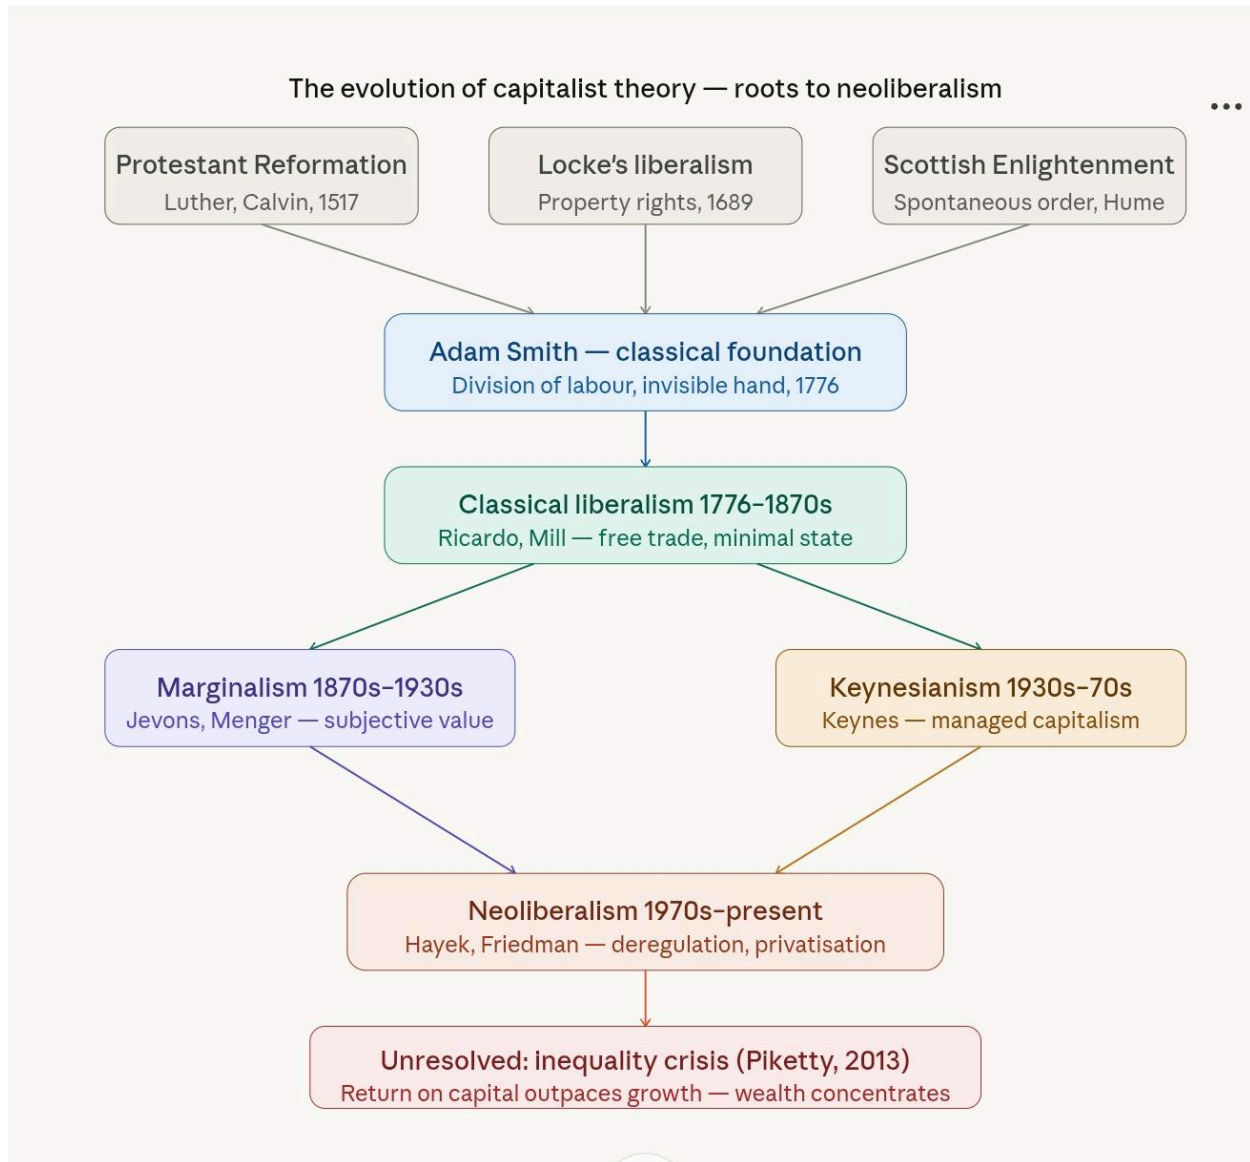 The evolution of capitalist theory — roots to neoliberalism
Protestant Reformation
Luther, Calvin, 1517
Locke's liberalism
Property rights, 1689
Scottish Enlightenment
Spontaneous order, Hume
Adam Smith — classical foundation
Division of labour, invisible hand, 1776
Classical liberalism 1776–1870s
Ricardo, Mill — free trade, minimal state
Marginalism 1870s–1930s
Jevons, Menger — subjective value
Keynesianism 1930s–70s
Keynes — managed capitalism
Neoliberalism 1970s–present
Hayek, Friedman — deregulation, privatisation
Unresolved: inequality crisis (Piketty, 2013)
Return on capital outpaces growth — wealth concentrates